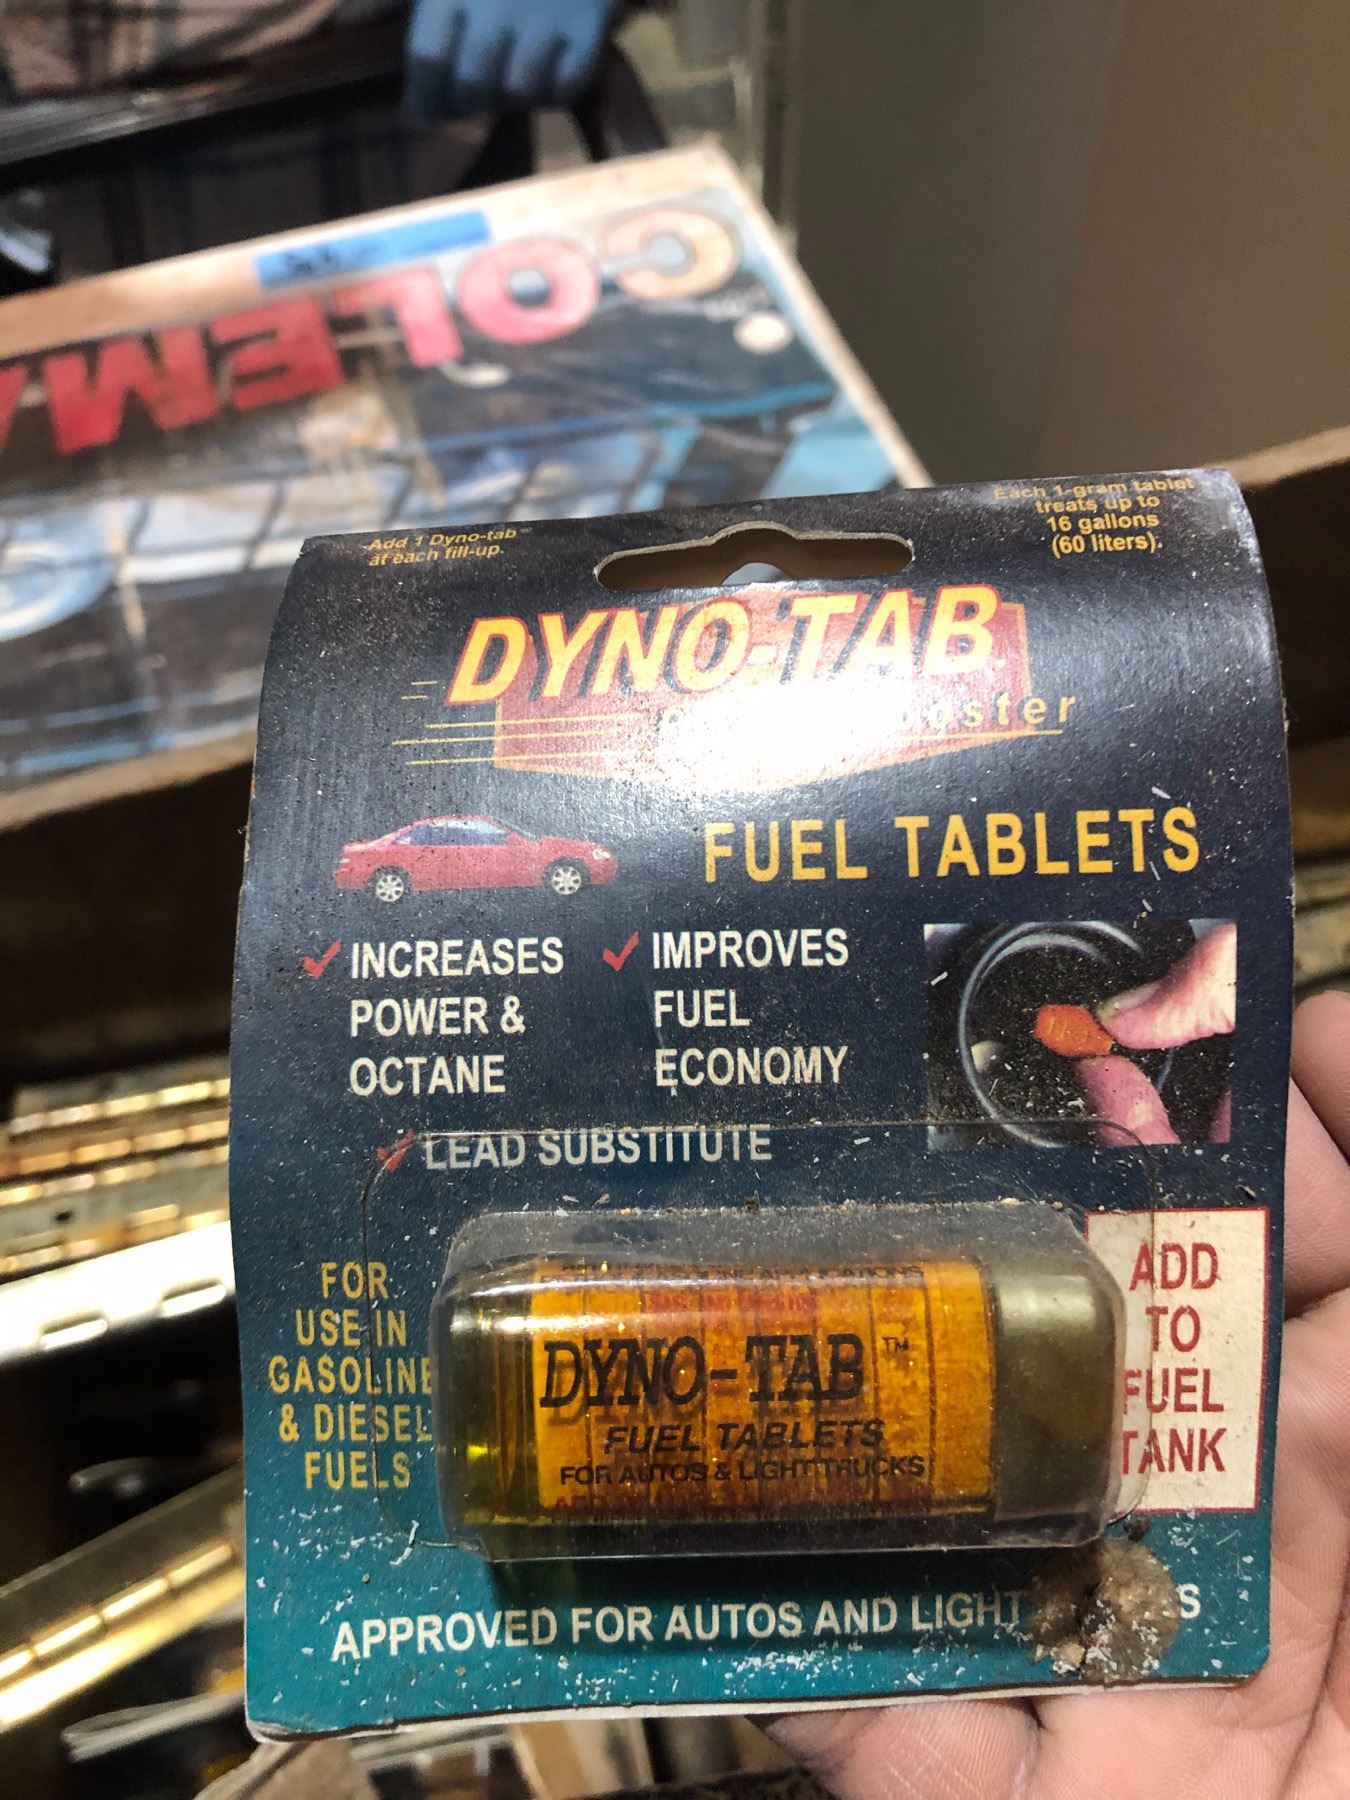 COLEMA
Add 1 Dyno-tab
at each fill-up.
Each 1-gram tablet
treats up to
16 gallons
(60 liters).
DYNO-TAB
FUEL TABLETS
INCREASES
POWER &
OCTANE
IMPROVES
FUEL
ECONOMY
LEAD SUBSTITUTE
FOR
USE IN
GASOLINE
& DIESEL
FUELS
DYNO-TAB™
FUEL TABLETS
FOR AUTOS & LIGHT TRUCKS
ADD
TO
FUEL
TANK
APPROVED FOR AUTOS AND LIGHT